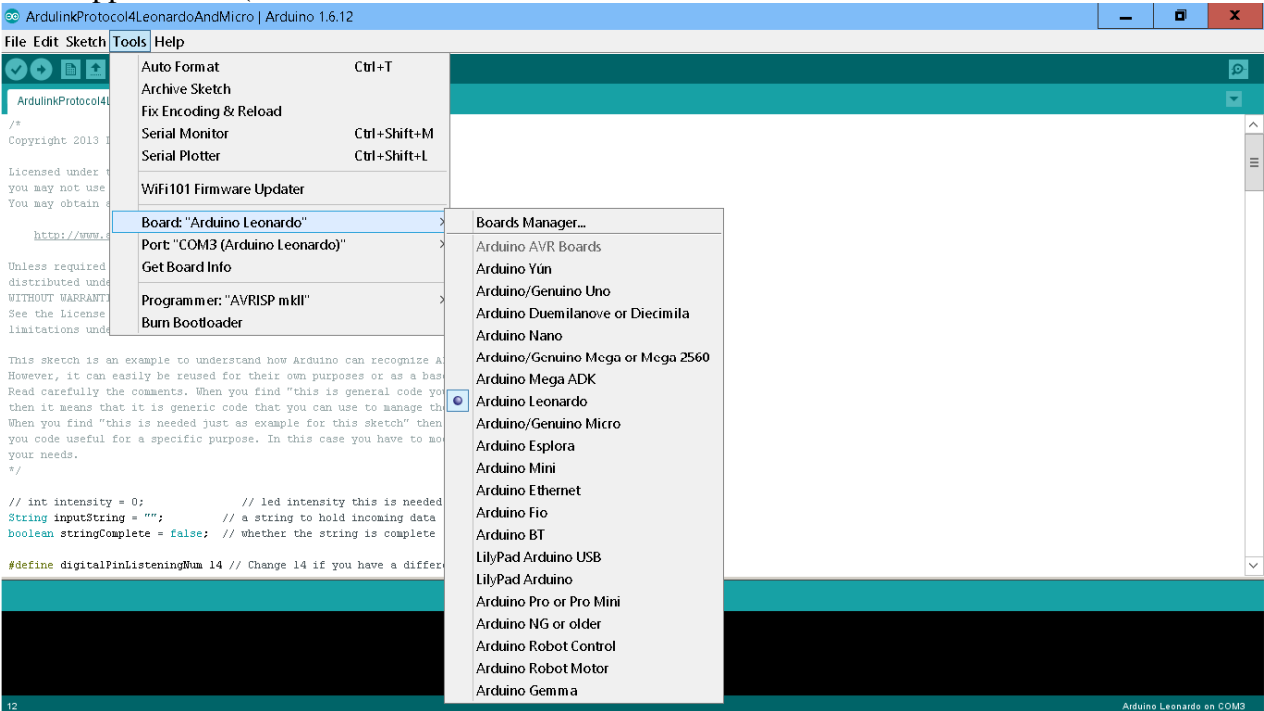 ArdulinkProtocol4LeonardoAndMicro | Arduino 1.6.12
File Edit Sketch Tools Help
ArdulinkProtocol4L
Auto Format Ctrl+T
Archive Sketch
Fix Encoding & Reload
Serial Monitor Ctrl+Shift+M
Serial Plotter Ctrl+Shift+L
WiFi101 Firmware Updater
Board: "Arduino Leonardo"
Port: "COM3 (Arduino Leonardo)"
Get Board Info
Programmer: "AVRISP mkII"
Burn Bootloader
Boards Manager...
Arduino AVR Boards
Arduino Yún
Arduino/Genuino Uno
Arduino Duemilanove or Diecimila
Arduino Nano
Arduino/Genuino Mega or Mega 2560
Arduino Mega ADK
Arduino Leonardo
Arduino/Genuino Micro
Arduino Esplora
Arduino Mini
Arduino Ethernet
Arduino Fio
Arduino BT
LilyPad Arduino USB
LilyPad Arduino
Arduino Pro or Pro Mini
Arduino NG or older
Arduino Robot Control
Arduino Robot Motor
Arduino Gemma
/*
Copyright 2013
Licensed under
you may not use
You may obtain
http://www.
Unless required
distributed unde
WITHOUT WARRANTI
See the License
limitations unde
This sketch is an example to understand how Arduino can recognize
However, it can easily be reused for their own purposes or as a bas
Read carefully the comments. When you find "this is general code you
then it means that it is generic code that you can use to manage the
When you find "this is needed just as example for this sketch" then
you code useful for a specific purpose. In this case you have to mo
your needs.
*/
// int intensity = 0; // led intensity this is needed
String inputString = ""; // a string to hold incoming data
boolean stringComplete = false; // whether the string is complete
#define digitalPinListeningNum 14 // Change 14 if you have a differ
12
Arduino Leonardo on COM3